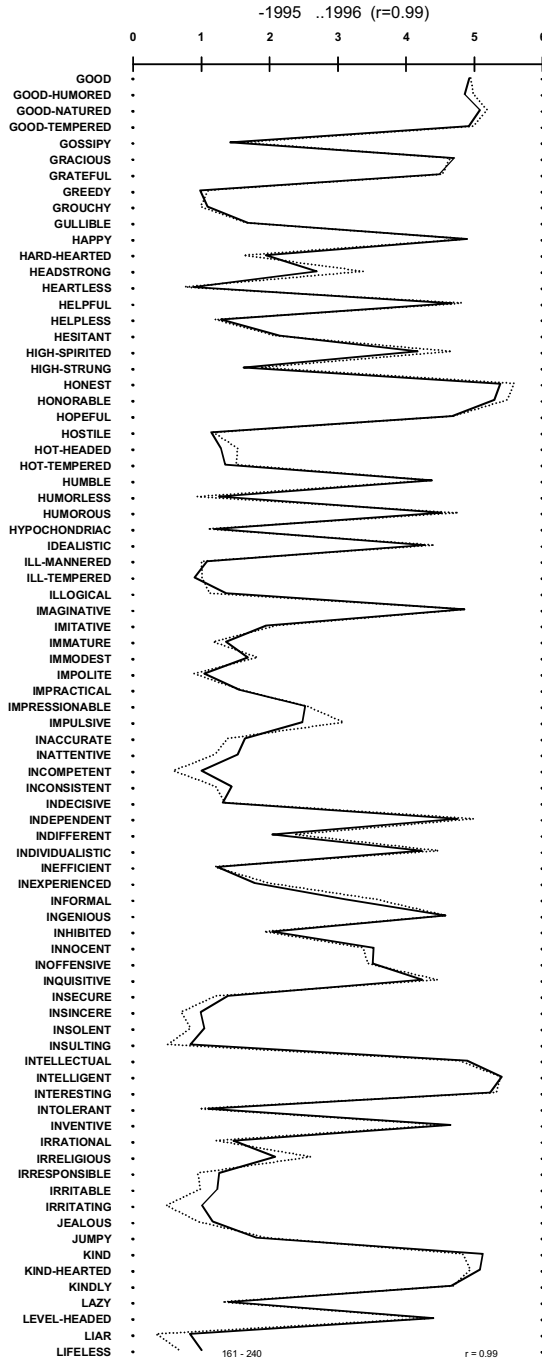 -1995 ..1996 (r=0.99)
0 1 2 3 4 5 6
GOOD
GOOD-HUMORED
GOOD-NATURED
GOOD-TEMPERED
GOSSIPY
GRACIOUS
GRATEFUL
GREEDY
GROUCHY
GULLIBLE
HAPPY
HARD-HEARTED
HEADSTRONG
HEARTLESS
HELPFUL
HELPLESS
HESITANT
HIGH-SPIRITED
HIGH-STRUNG
HONEST
HONORABLE
HOPEFUL
HOSTILE
HOT-HEADED
HOT-TEMPERED
HUMBLE
HUMORLESS
HUMOROUS
HYPOCHONDRIAC
IDEALISTIC
ILL-MANNERED
ILL-TEMPERED
ILLOGICAL
IMAGINATIVE
IMITATIVE
IMMATURE
IMMODEST
IMPOLITE
IMPRACTICAL
IMPRESSIONABLE
IMPULSIVE
INACCURATE
INATTENTIVE
INCOMPETENT
INCONSISTENT
INDECISIVE
INDEPENDENT
INDIFFERENT
INDIVIDUALISTIC
INEFFICIENT
INEXPERIENCED
INFORMAL
INGENIOUS
INHIBITED
INNOCENT
INOFFENSIVE
INQUISITIVE
INSECURE
INSINCERE
INSOLENT
INSULTING
INTELLECTUAL
INTELLIGENT
INTERESTING
INTOLERANT
INVENTIVE
IRRATIONAL
IRRELIGIOUS
IRRESPONSIBLE
IRRITABLE
IRRITATING
JEALOUS
JUMPY
KIND
KIND-HEARTED
KINDLY
LAZY
LEVEL-HEADED
LIAR
LIFELESS
161 - 240 r = 0.99